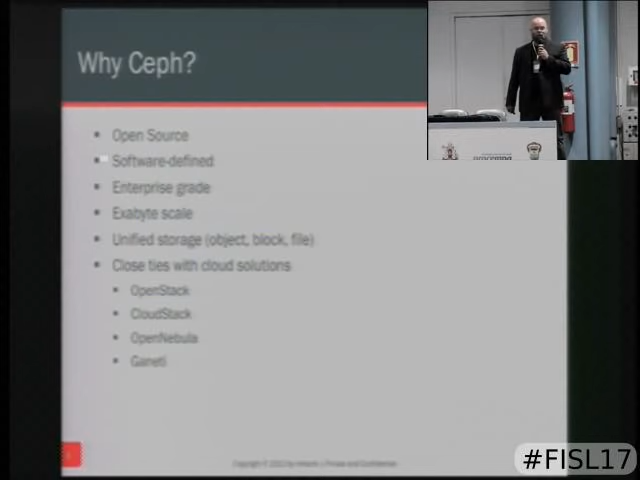 Why Ceph?
Open Source
Software-defined
Enterprise grade
Exabyte scale
Unified storage (object, block, file)
Close ties with cloud solutions
OpenStack
CloudStack
OpenNebula
Ganeti
#FISL17